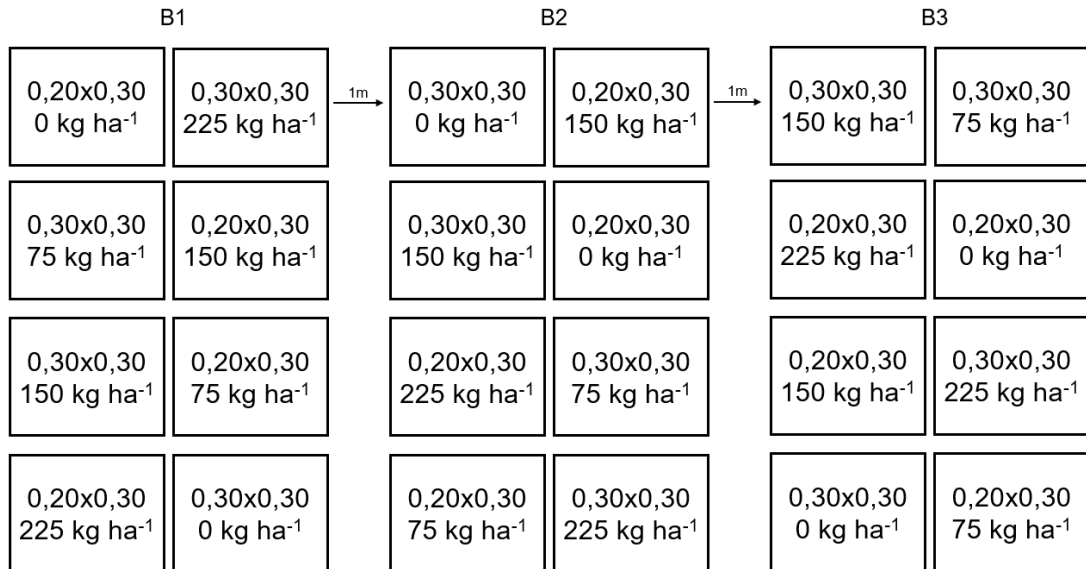 B1
B2
B3
0,20x0,30
0 kg ha-1
0,30x0,30
225 kg ha-1
1m
0,30x0,30
0 kg ha-1
0,20x0,30
150 kg ha-1
1m
0,30x0,30
150 kg ha-1
0,30x0,30
75 kg ha-1
0,30x0,30
75 kg ha-1
0,20x0,30
150 kg ha-1
0,30x0,30
150 kg ha-1
0,20x0,30
0 kg ha-1
0,20x0,30
225 kg ha-1
0,20x0,30
0 kg ha-1
0,30x0,30
150 kg ha-1
0,20x0,30
75 kg ha-1
0,20x0,30
225 kg ha-1
0,30x0,30
75 kg ha-1
0,20x0,30
150 kg ha-1
0,30x0,30
225 kg ha-1
0,20x0,30
225 kg ha-1
0,30x0,30
0 kg ha-1
0,20x0,30
75 kg ha-1
0,30x0,30
225 kg ha-1
0,30x0,30
0 kg ha-1
0,20x0,30
75 kg ha-1